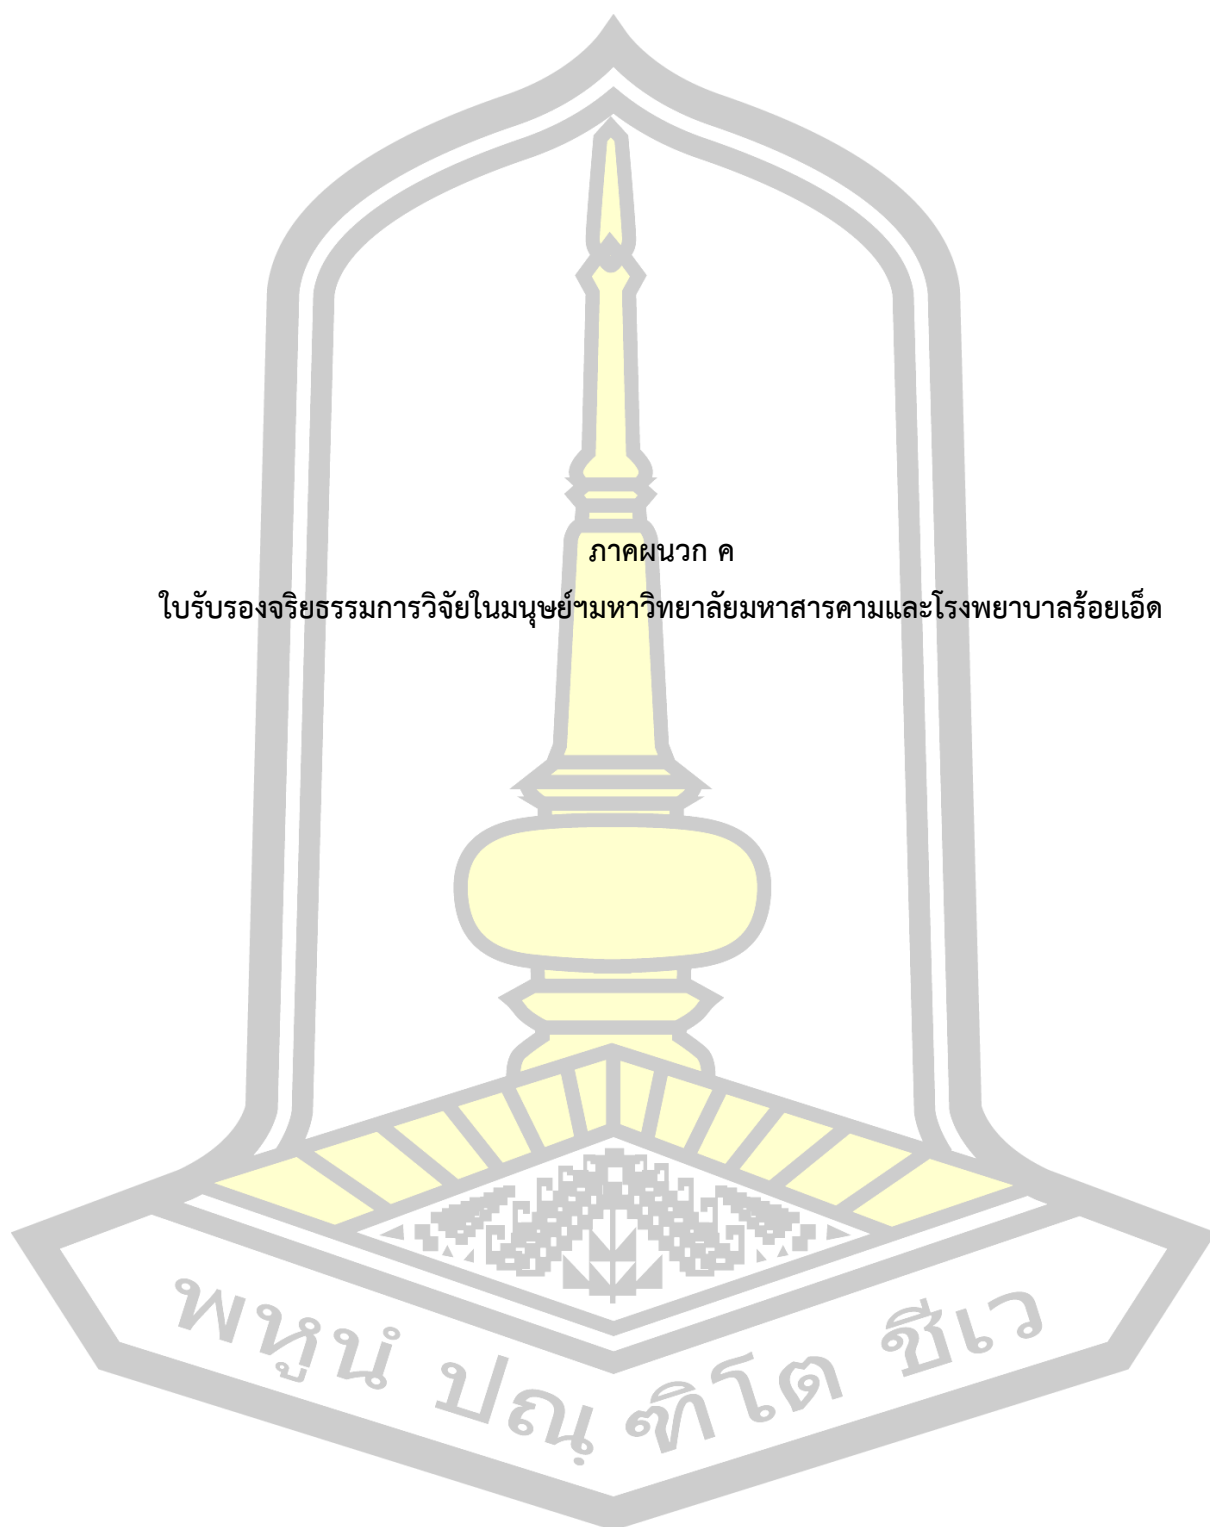 ภาคผนวก ค
ใบรับรองจริยธรรมการวิจัยในมนุษย์ฯมหาวิทยาลัยมหาสารคามและโรงพยาบาลร้อยเอ็ด
พหูนํ ปณฺฑิโต ชีเว